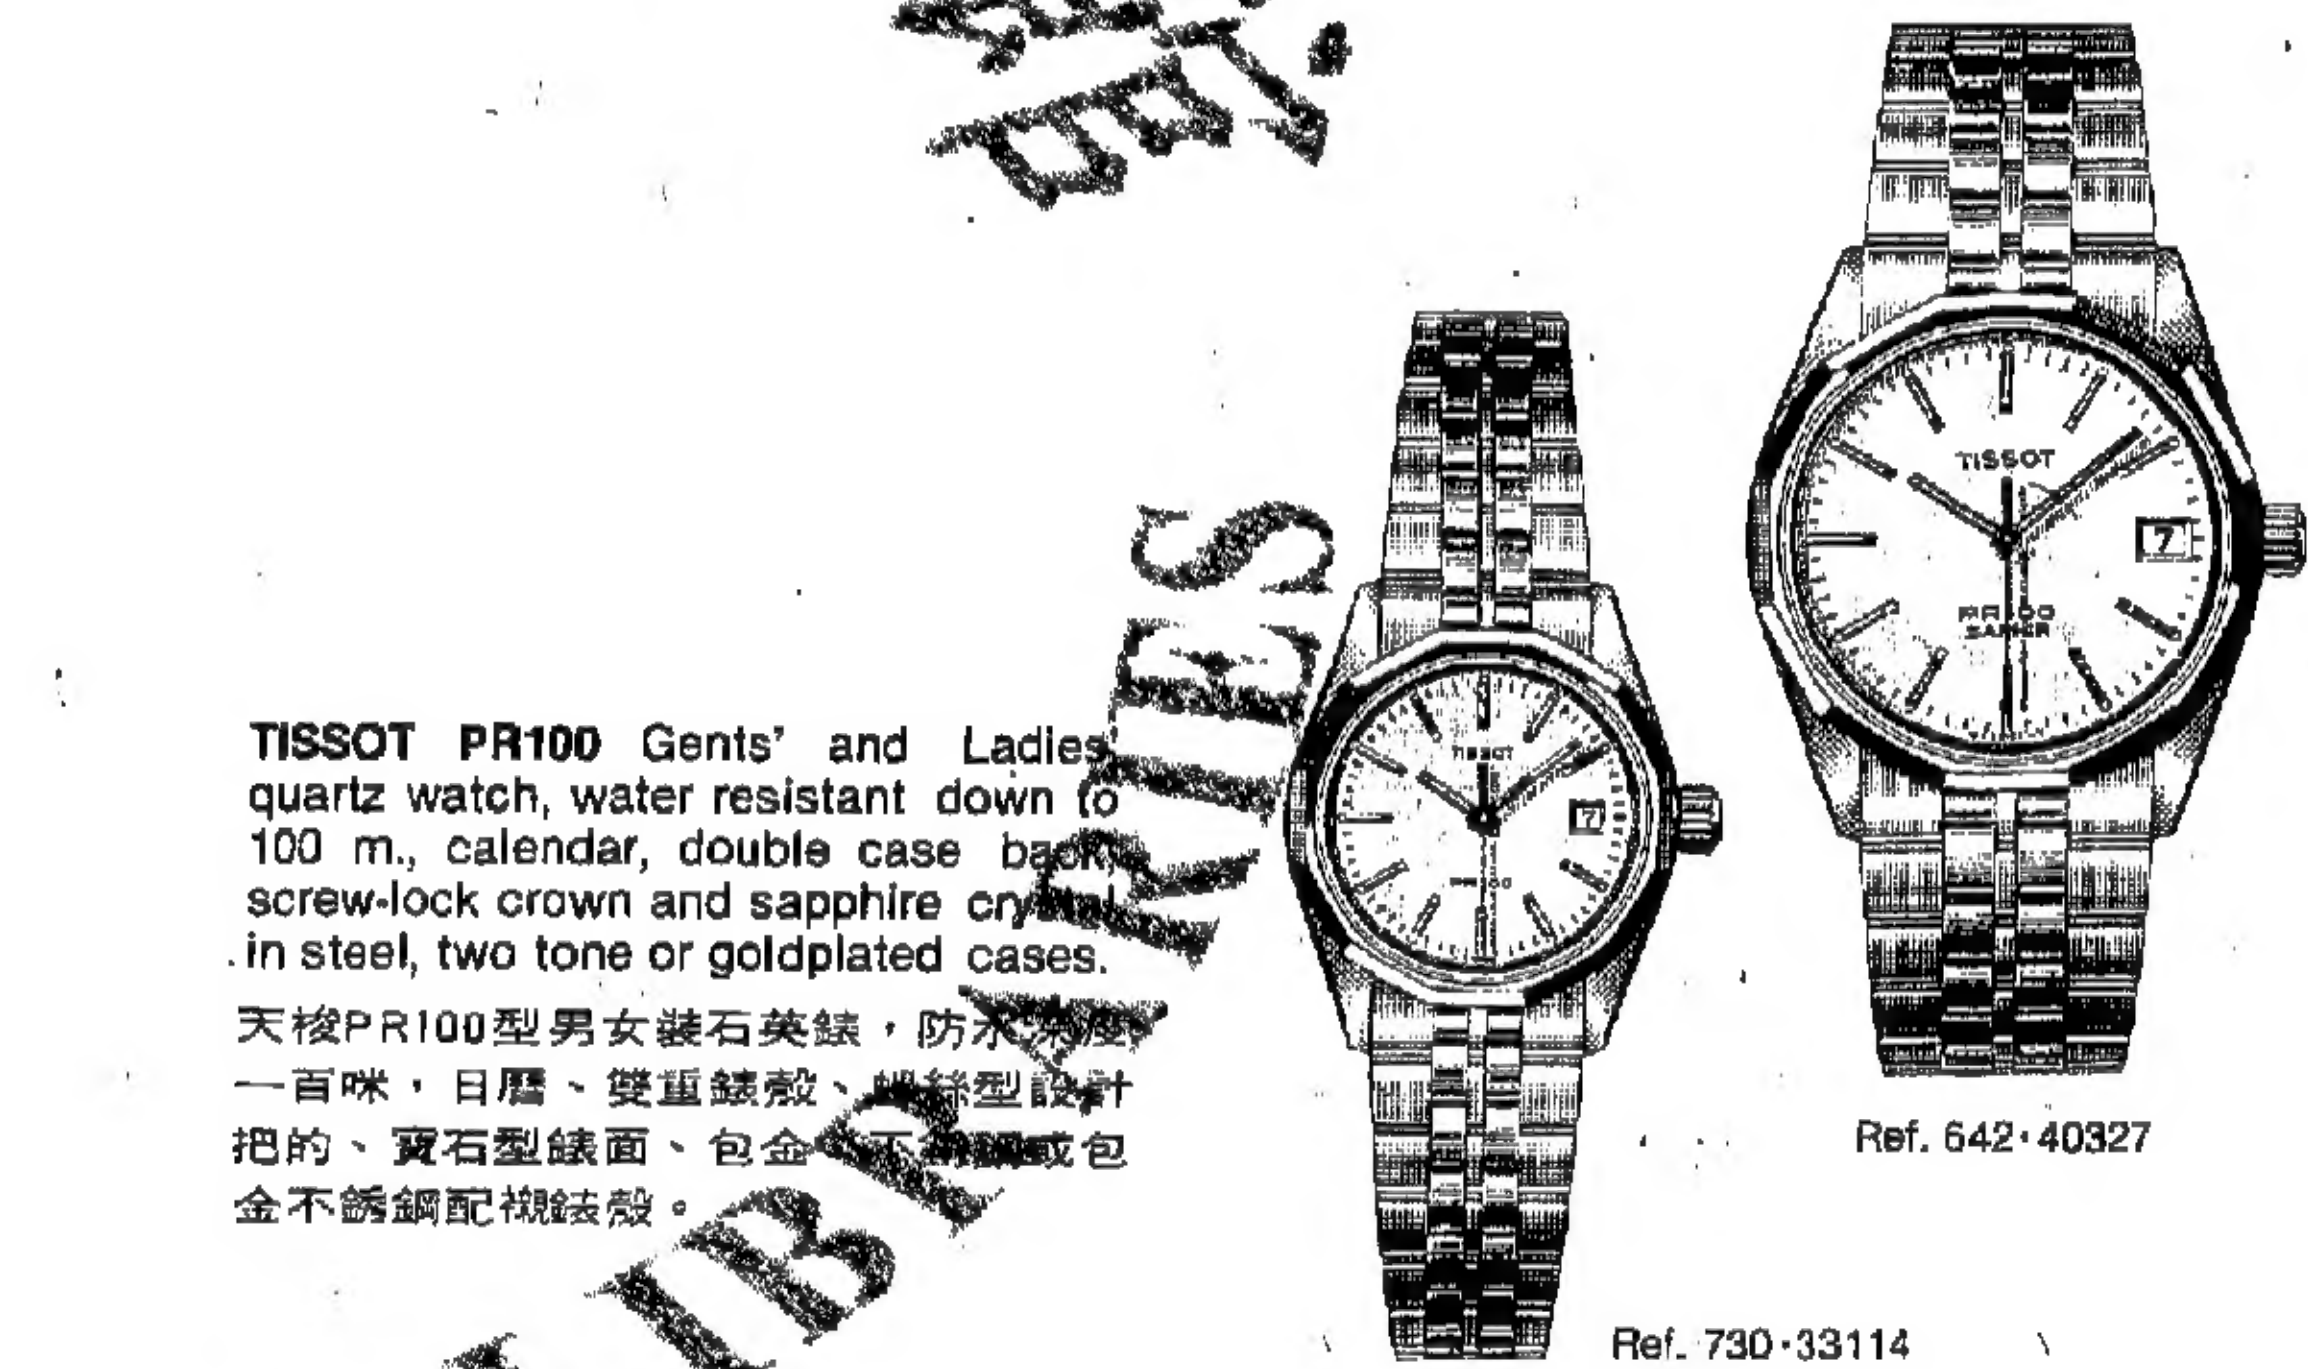 TISSOT PR100 Gents' and Ladies'
quartz watch, water resistant down to
100 m., calendar, double case back,
screw-lock crown and sapphire crystal
in steel, two tone or goldplated cases.
天梭PR100型男女裝石英錶，防水深度
一百咪，日曆、雙重錶殼、螺絲型設計
把的、寶石型錶面、包金、不銹鋼或包
金不銹鋼配襯錶殼。
TISSOT
7
PR 100
Ref. 642·40327
TISSOT
7
PR 100
Ref. 730·33114